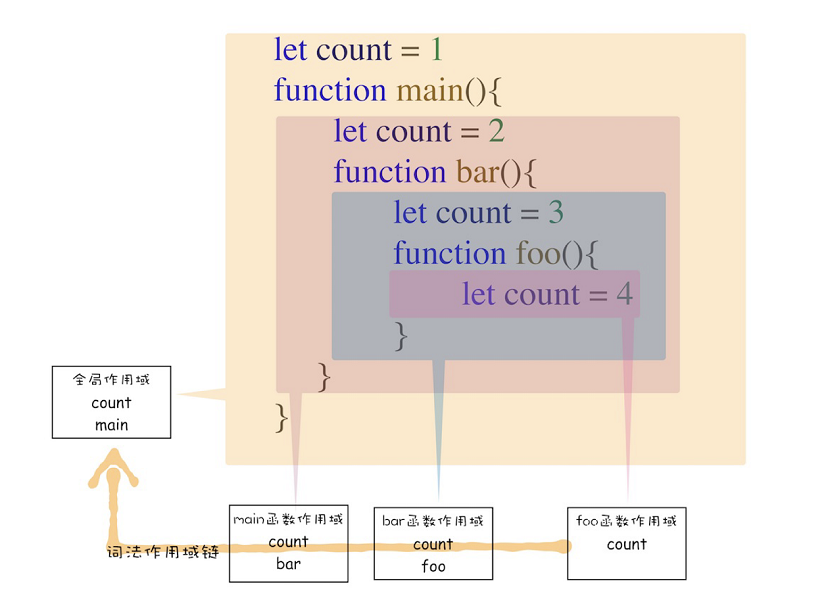 let count = 1
function main(){
let count = 2
function bar(){
let count = 3
function foo(){
let count = 4
}
}
}
全局作用域
count
main
词法作用域链
main函数作用域
count
bar
bar函数作用域
count
foo
foo函数作用域
count